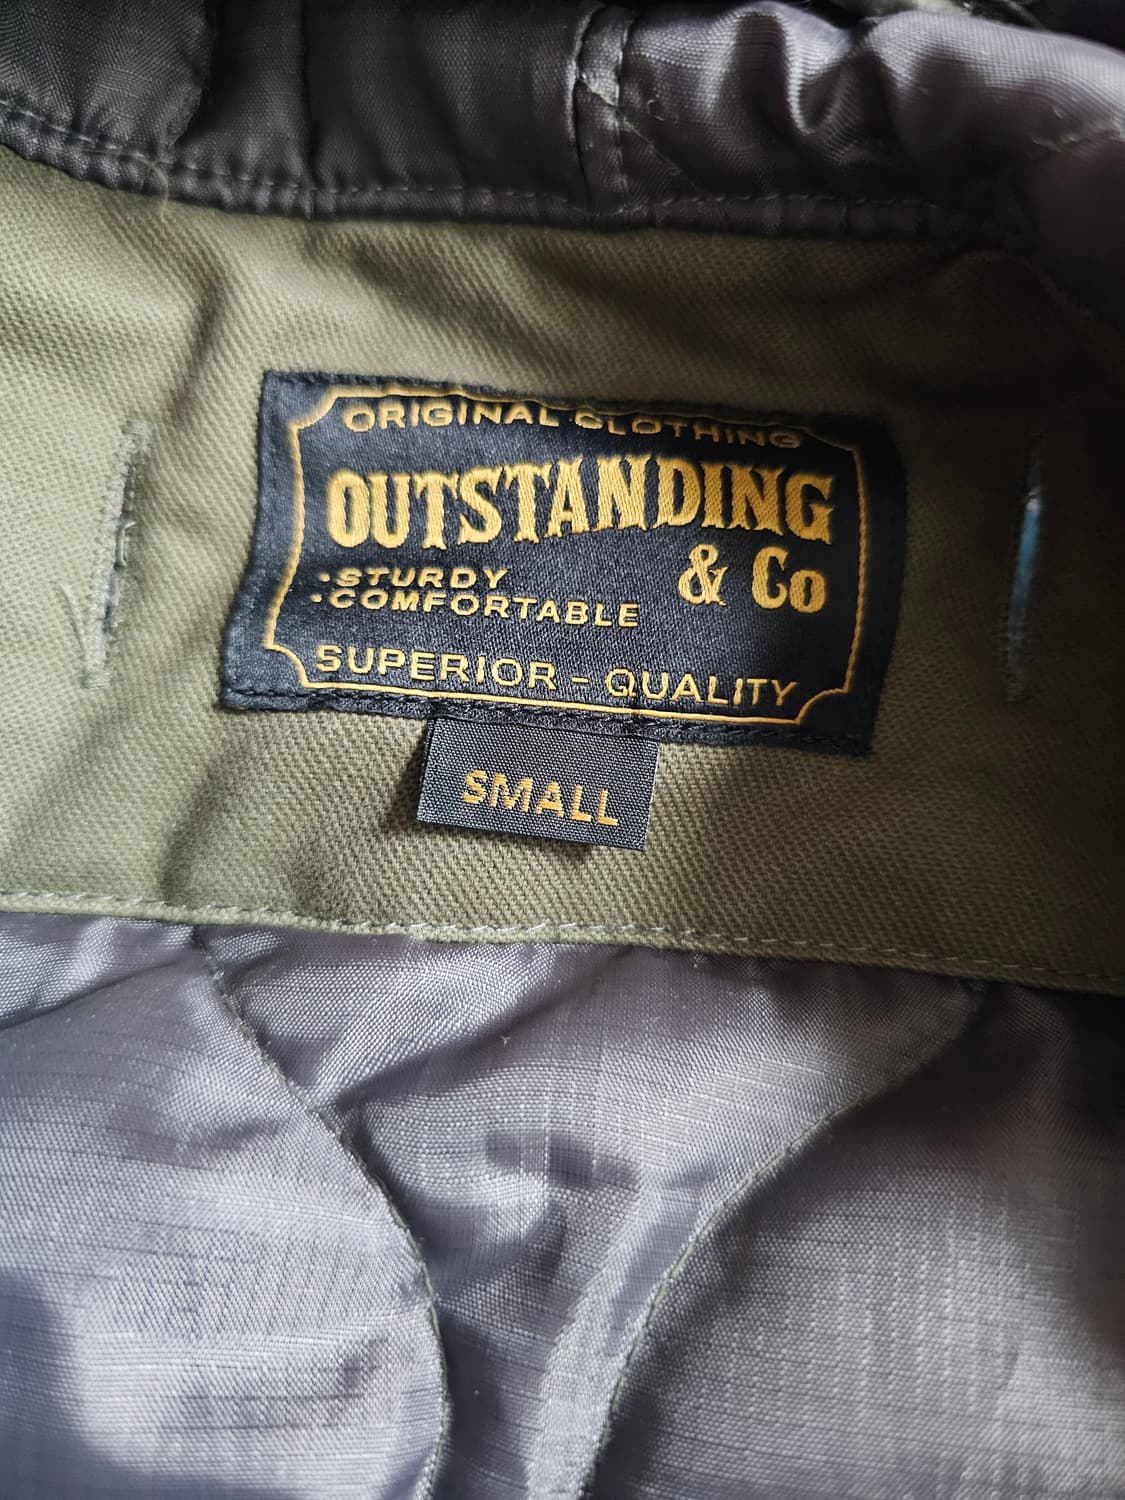 ORIGINAL CLOTHING
OUTSTANDING
& Co
-STURDY
-COMFORTABLE
SUPERIOR - QUALITY
SMALL